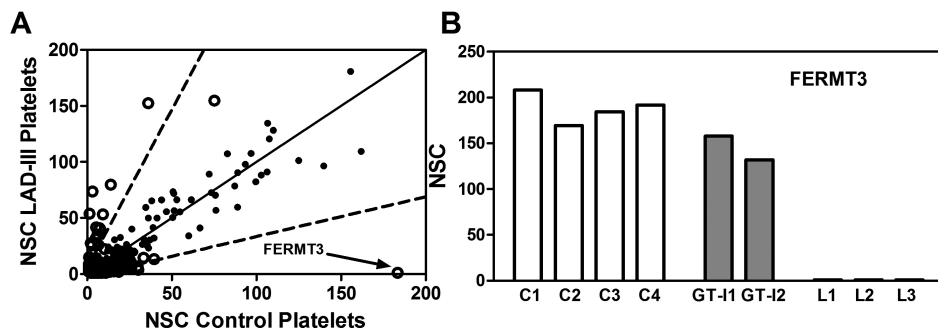 A
NSC LAD-III Platelets
200
150
100
50
0
FERMT3
0 50 100 150 200
NSC Control Platelets
B
NSC
250
200
150
100
50
0
FERMT3
C1 C2 C3 C4 GT-I1 GT-I2 L1 L2 L3